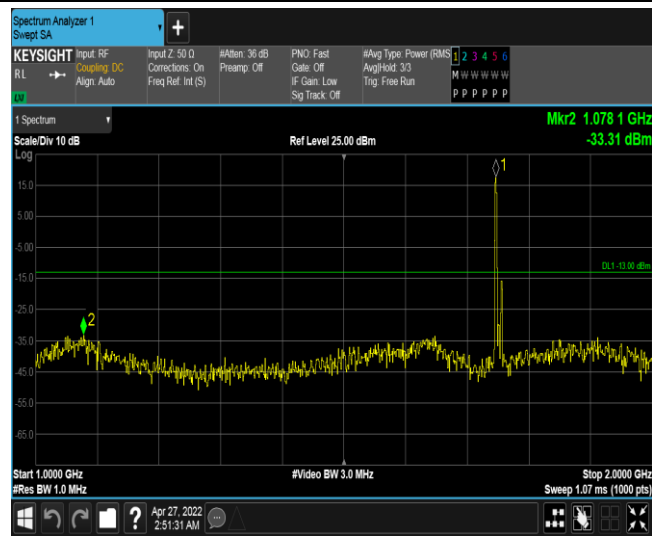 Spectrum Analyzer 1
Swept SA
+
KEYSIGHT Input: RF Input Z: 50 Ω #Atten: 36 dB PNO: Fast #Avg Type: Power (RMS 1 2 3 4 5 6
RL Coupling: DC Corrections: On Preamp: Off Gate: Off Avg|Hold: 3/3 M W W W W W
Align: Auto Freq Ref: Int (S) IF Gain: Low Trig: Free Run
Sig Track: Off P P P P P P
1 Spectrum Mkr2 1.078 1 GHz
Scale/Div 10 dB Ref Level 25.00 dBm -33.31 dBm
Log
1
15.0
5.00
-5.00
DL1 -13.00 dBm
-15.0
-25.0
2
-35.0
-45.0
-55.0
-65.0
Start 1.0000 GHz #Video BW 3.0 MHz Stop 2.0000 GHz
#Res BW 1.0 MHz Sweep 1.07 ms (1000 pts)
? Apr 27, 2022
2:51:31 AM